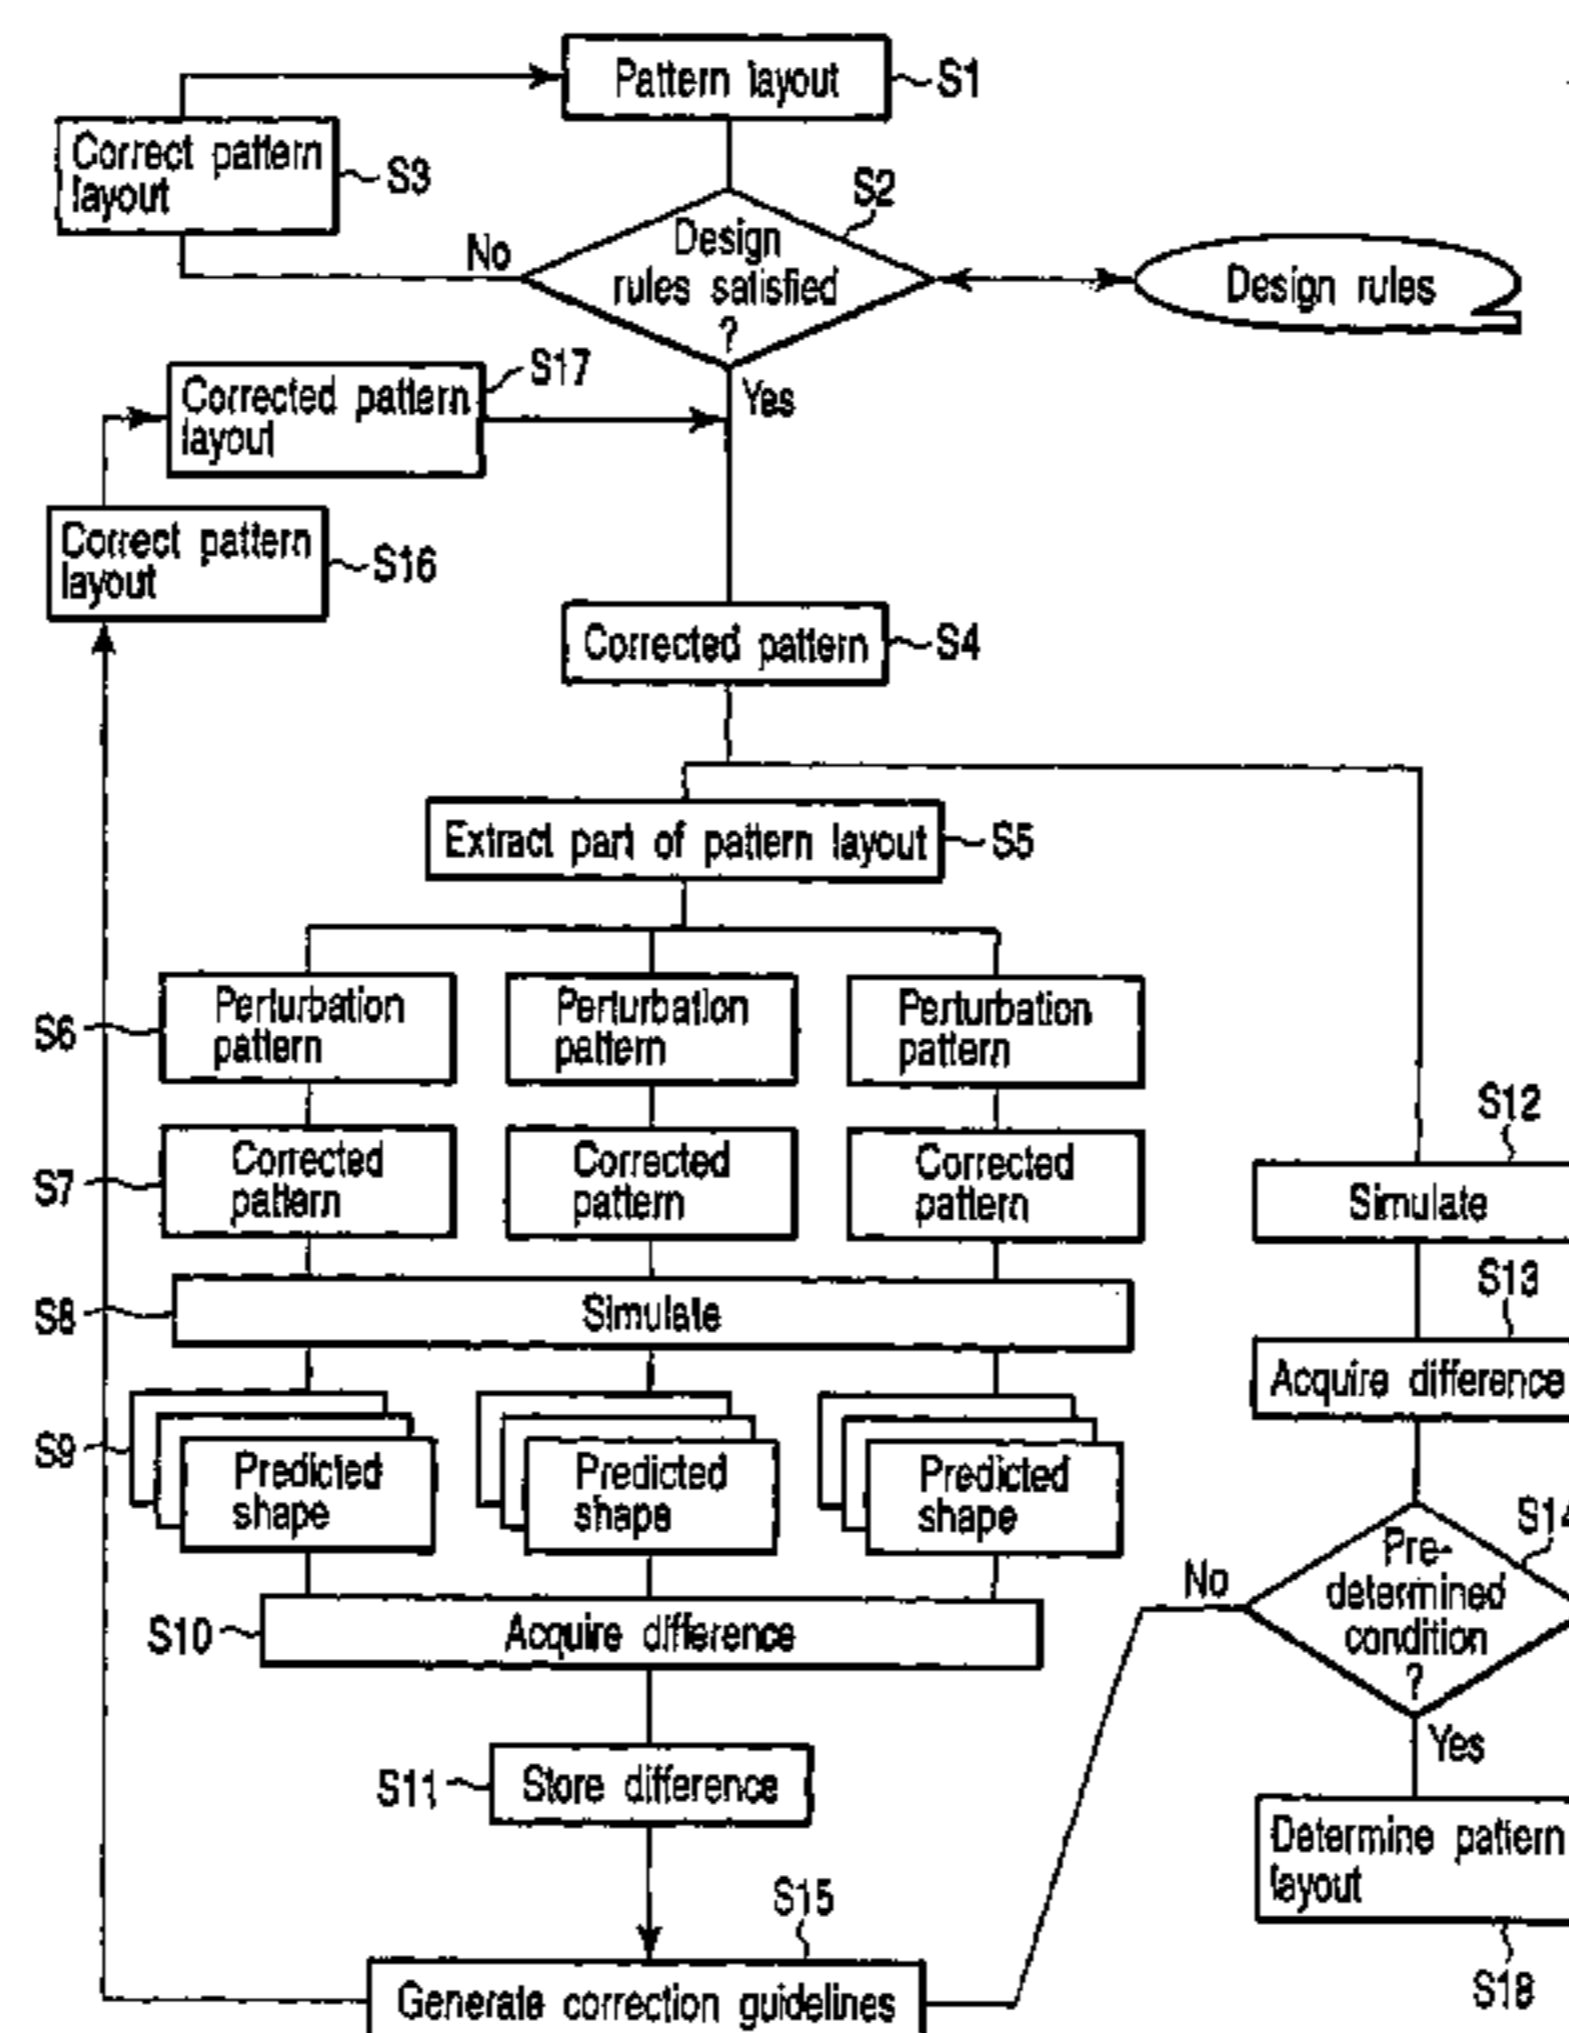 Pattern layout
S1
Correct pattern
layout
S3
S2
No
Design
rules satisfied
?
Design rules
Yes
S17
Corrected pattern
layout
Correct pattern
layout
S16
Corrected pattern
S4
Extract part of pattern layout
S5
S6
Perturbation
pattern
Perturbation
pattern
Perturbation
pattern
S7
Corrected
pattern
Corrected
pattern
Corrected
pattern
S12
Simulate
S8
Simulate
S13
Acquire difference
S9
Predicted
shape
Predicted
shape
Predicted
shape
S14
No
Pre-
determined
condition
?
Yes
S10
Acquire difference
S11
Store difference
Determine pattern
layout
S18
S15
Generate correction guidelines